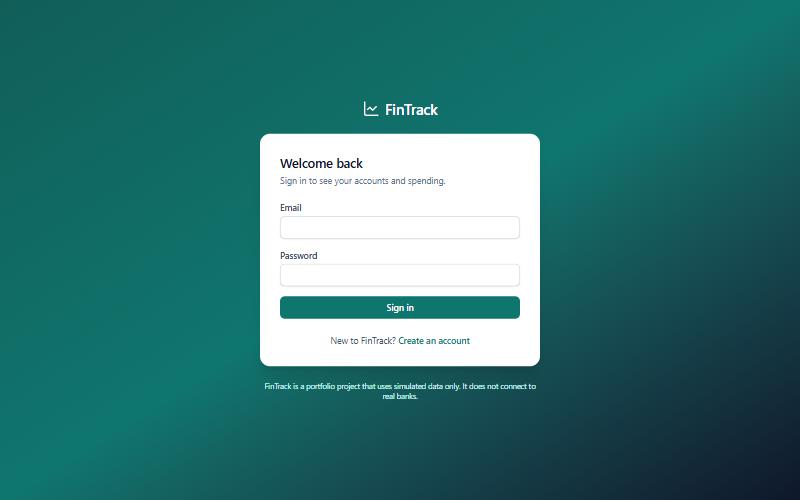 FinTrack
Welcome back
Sign in to see your accounts and spending.
Email
Password
Sign in
New to FinTrack? Create an account
FinTrack is a portfolio project that uses simulated data only. It does not connect to
real banks.